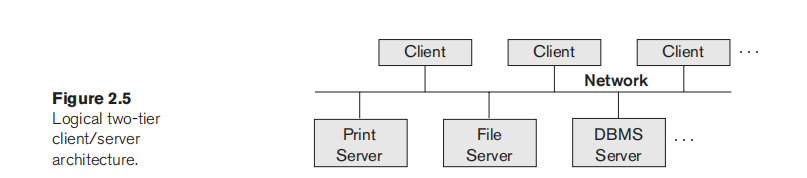 Client
Client
Client
. . .
Network
Figure 2.5
Logical two-tier
client/server
architecture.
Print
Server
File
Server
DBMS
Server
. . .